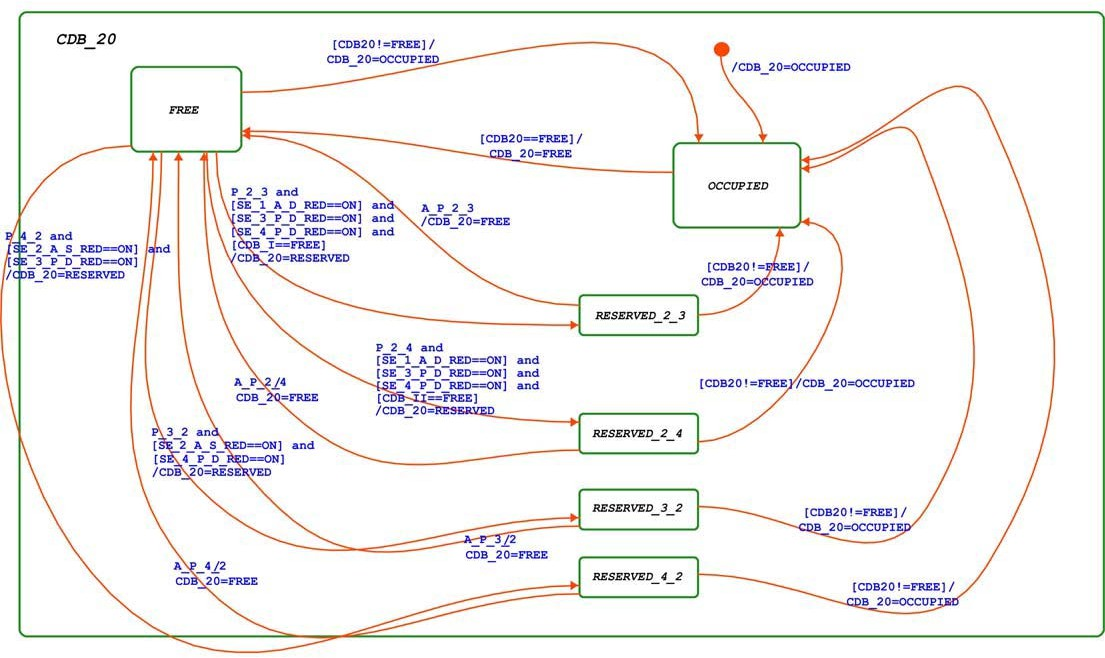 CDB_20
[CDB20!=FREE]/
CDB_20=OCCUPIED
/CDB_20=OCCUPIED
FREE
[CDB20==FREE]/
CDB_20=FREE
OCCUPIED
P_2_3 and
[SE_1_A_D_RED==ON] and
[SE_3_P_D_RED==ON] and
[SE_4_P_D_RED==ON] and
[CDB_I==FREE]
/CDB_20=RESERVED
A_P_2_3
/CDB_20=FREE
P_4_2 and
[SE_2_A_S_RED==ON] and
[SE_3_P_D_RED==ON]
/CDB_20=RESERVED
[CDB20!=FREE]/
CDB_20=OCCUPIED
RESERVED_2_3
P_2_4 and
[SE_1_A_D_RED==ON] and
[SE_3_P_D_RED==ON] and
[SE_4_P_D_RED==ON] and
[CDB_II==FREE]
/CDB_20=RESERVED
A_P_2/4
CDB_20=FREE
[CDB20!=FREE]/CDB_20=OCCUPIED
RESERVED_2_4
P_3_2 and
[SE_2_A_S_RED==ON] and
[SE_4_P_D_RED==ON]
/CDB_20=RESERVED
RESERVED_3_2
[CDB20!=FREE]/
CDB_20=OCCUPIED
A_P_3/2
CDB_20=FREE
A_P_4/2
CDB_20=FREE
RESERVED_4_2
[CDB20!=FREE]/
CDB_20=OCCUPIED